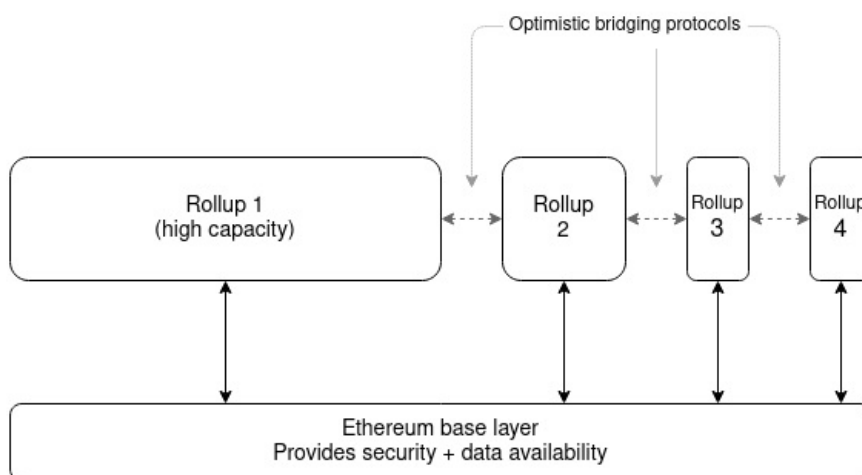 Optimistic bridging protocols
Rollup 1
(high capacity)
Rollup
2
Rollup
3
Rollup
4
Ethereum base layer
Provides security + data availability